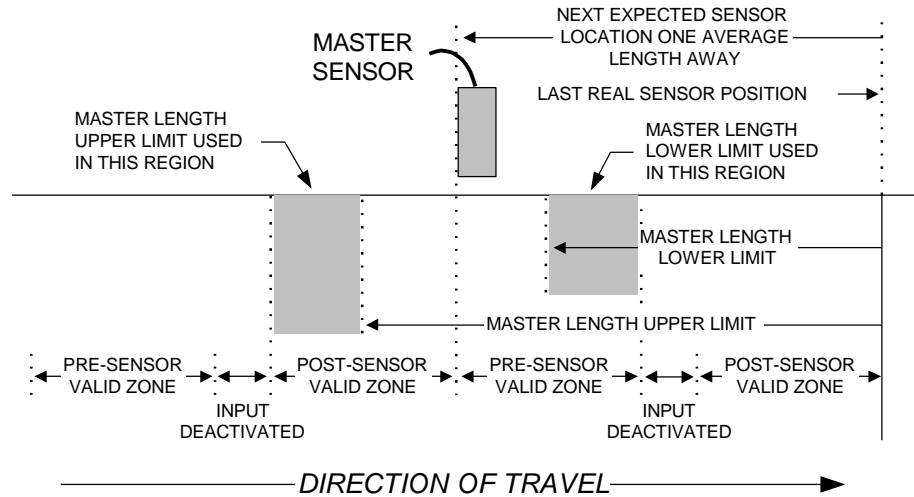 NEXT EXPECTED SENSOR
LOCATION ONE AVERAGE
LENGTH AWAY
MASTER
SENSOR
LAST REAL SENSOR POSITION
MASTER LENGTH
UPPER LIMIT USED
IN THIS REGION
MASTER LENGTH
LOWER LIMIT USED
IN THIS REGION
MASTER LENGTH
LOWER LIMIT
MASTER LENGTH UPPER LIMIT
PRE-SENSOR
VALID ZONE
POST-SENSOR
VALID ZONE
PRE-SENSOR
VALID ZONE
POST-SENSOR
VALID ZONE
INPUT
DEACTIVATED
INPUT
DEACTIVATED
DIRECTION OF TRAVEL